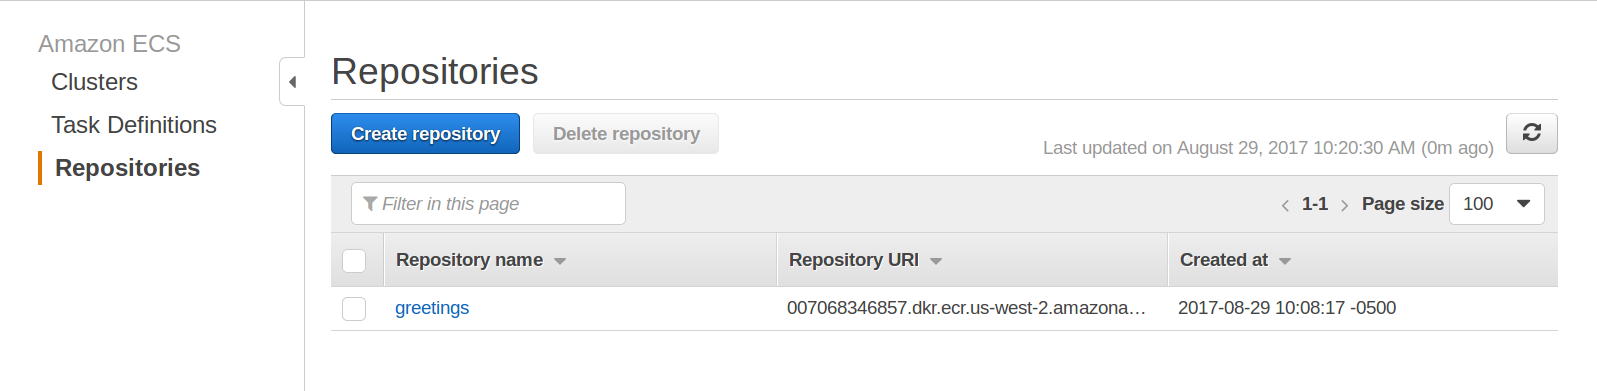 Amazon ECS
Clusters
Task Definitions
Repositories
Repositories
Create repository Delete repository
Last updated on August 29, 2017 10:20:30 AM (0m ago)
Filter in this page
1-1 Page size 100
Repository name Repository URI Created at
greetings 007068346857.dkr.ecr.us-west-2.amazona… 2017-08-29 10:08:17 -0500